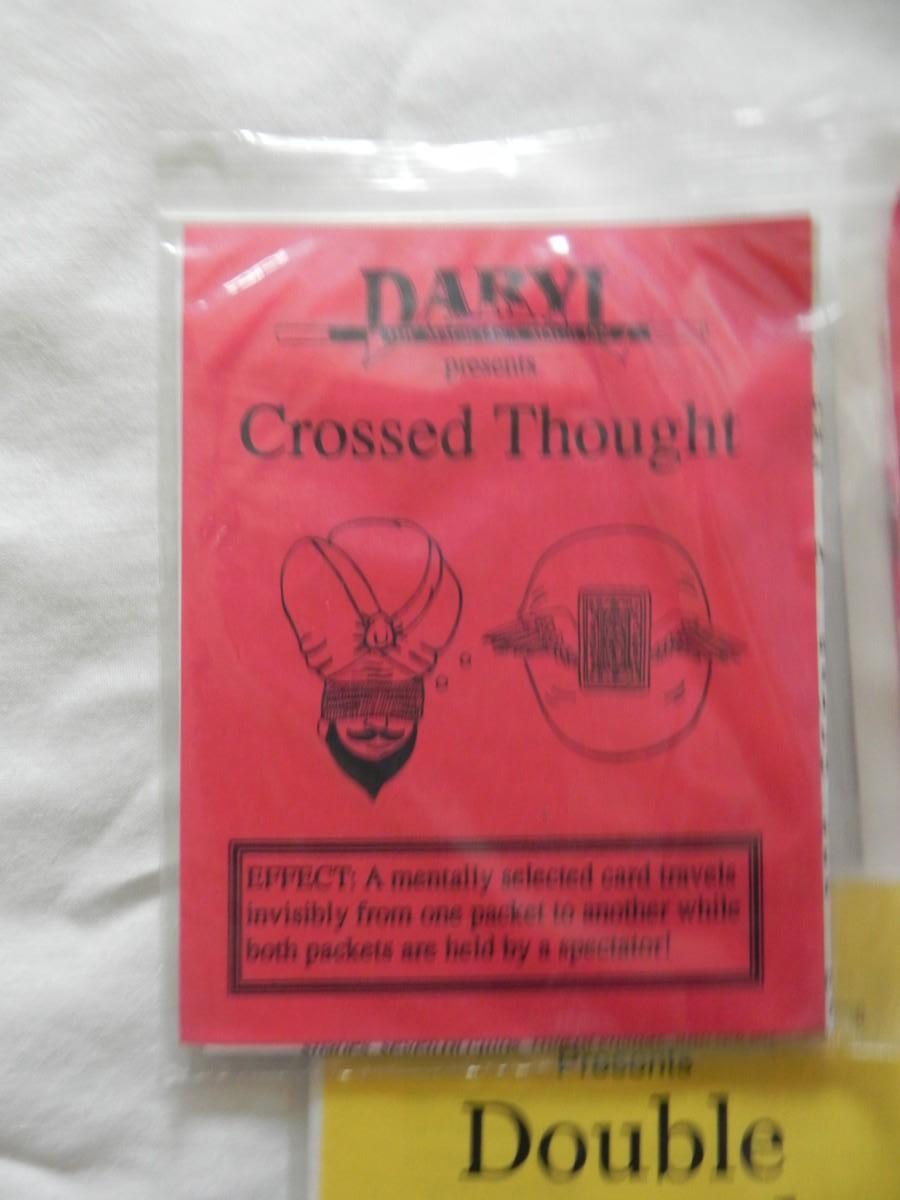 DARYL
presents
Crossed Thought
EFFECT: A mentally selected card travels
invisibly from one packet to another while
both packets are held by a spectator!
Presents
Double